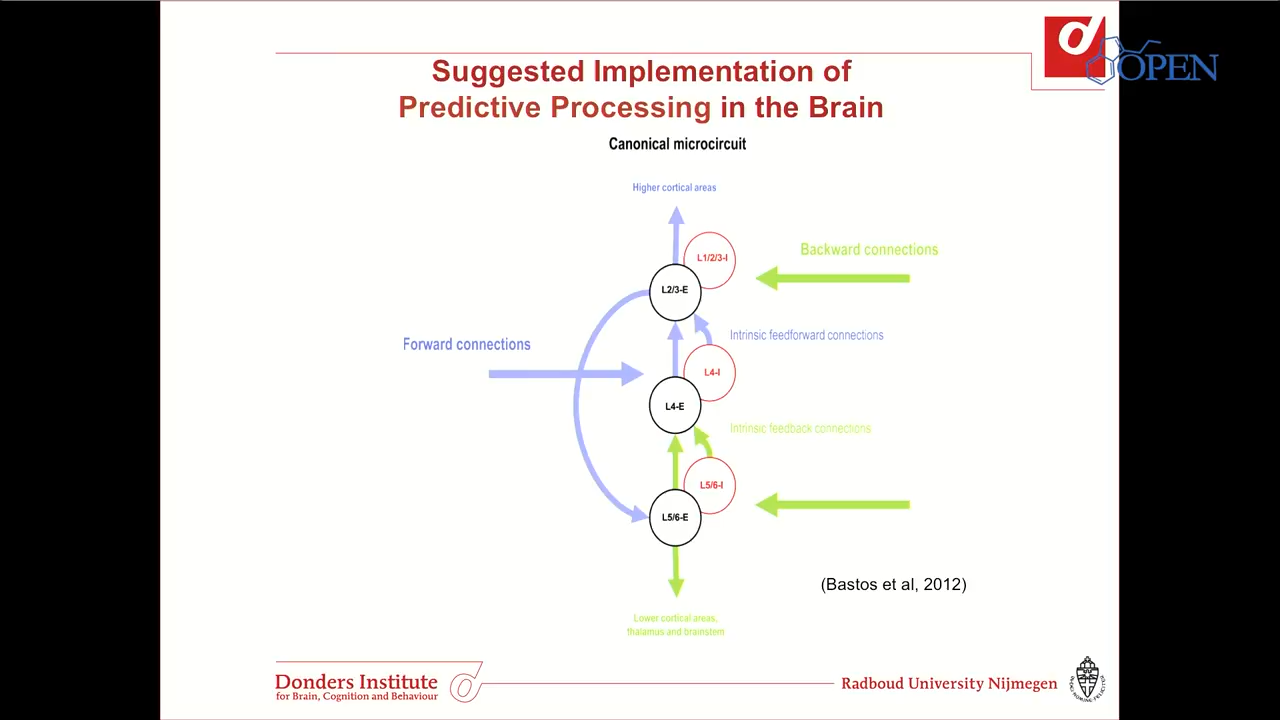 OPEN
Suggested Implementation of
Predictive Processing in the Brain
Canonical microcircuit
Higher cortical areas
Backward connections
L1/2/3-I
L2/3-E
Intrinsic feedforward connections
Forward connections
L4-I
L4-E
Intrinsic feedback connections
L5/6-I
L5/6-E
(Bastos et al, 2012)
Lower cortical areas,
thalamus and brainstem
Donders Institute
for Brain, Cognition and Behaviour
Radboud University Nijmegen